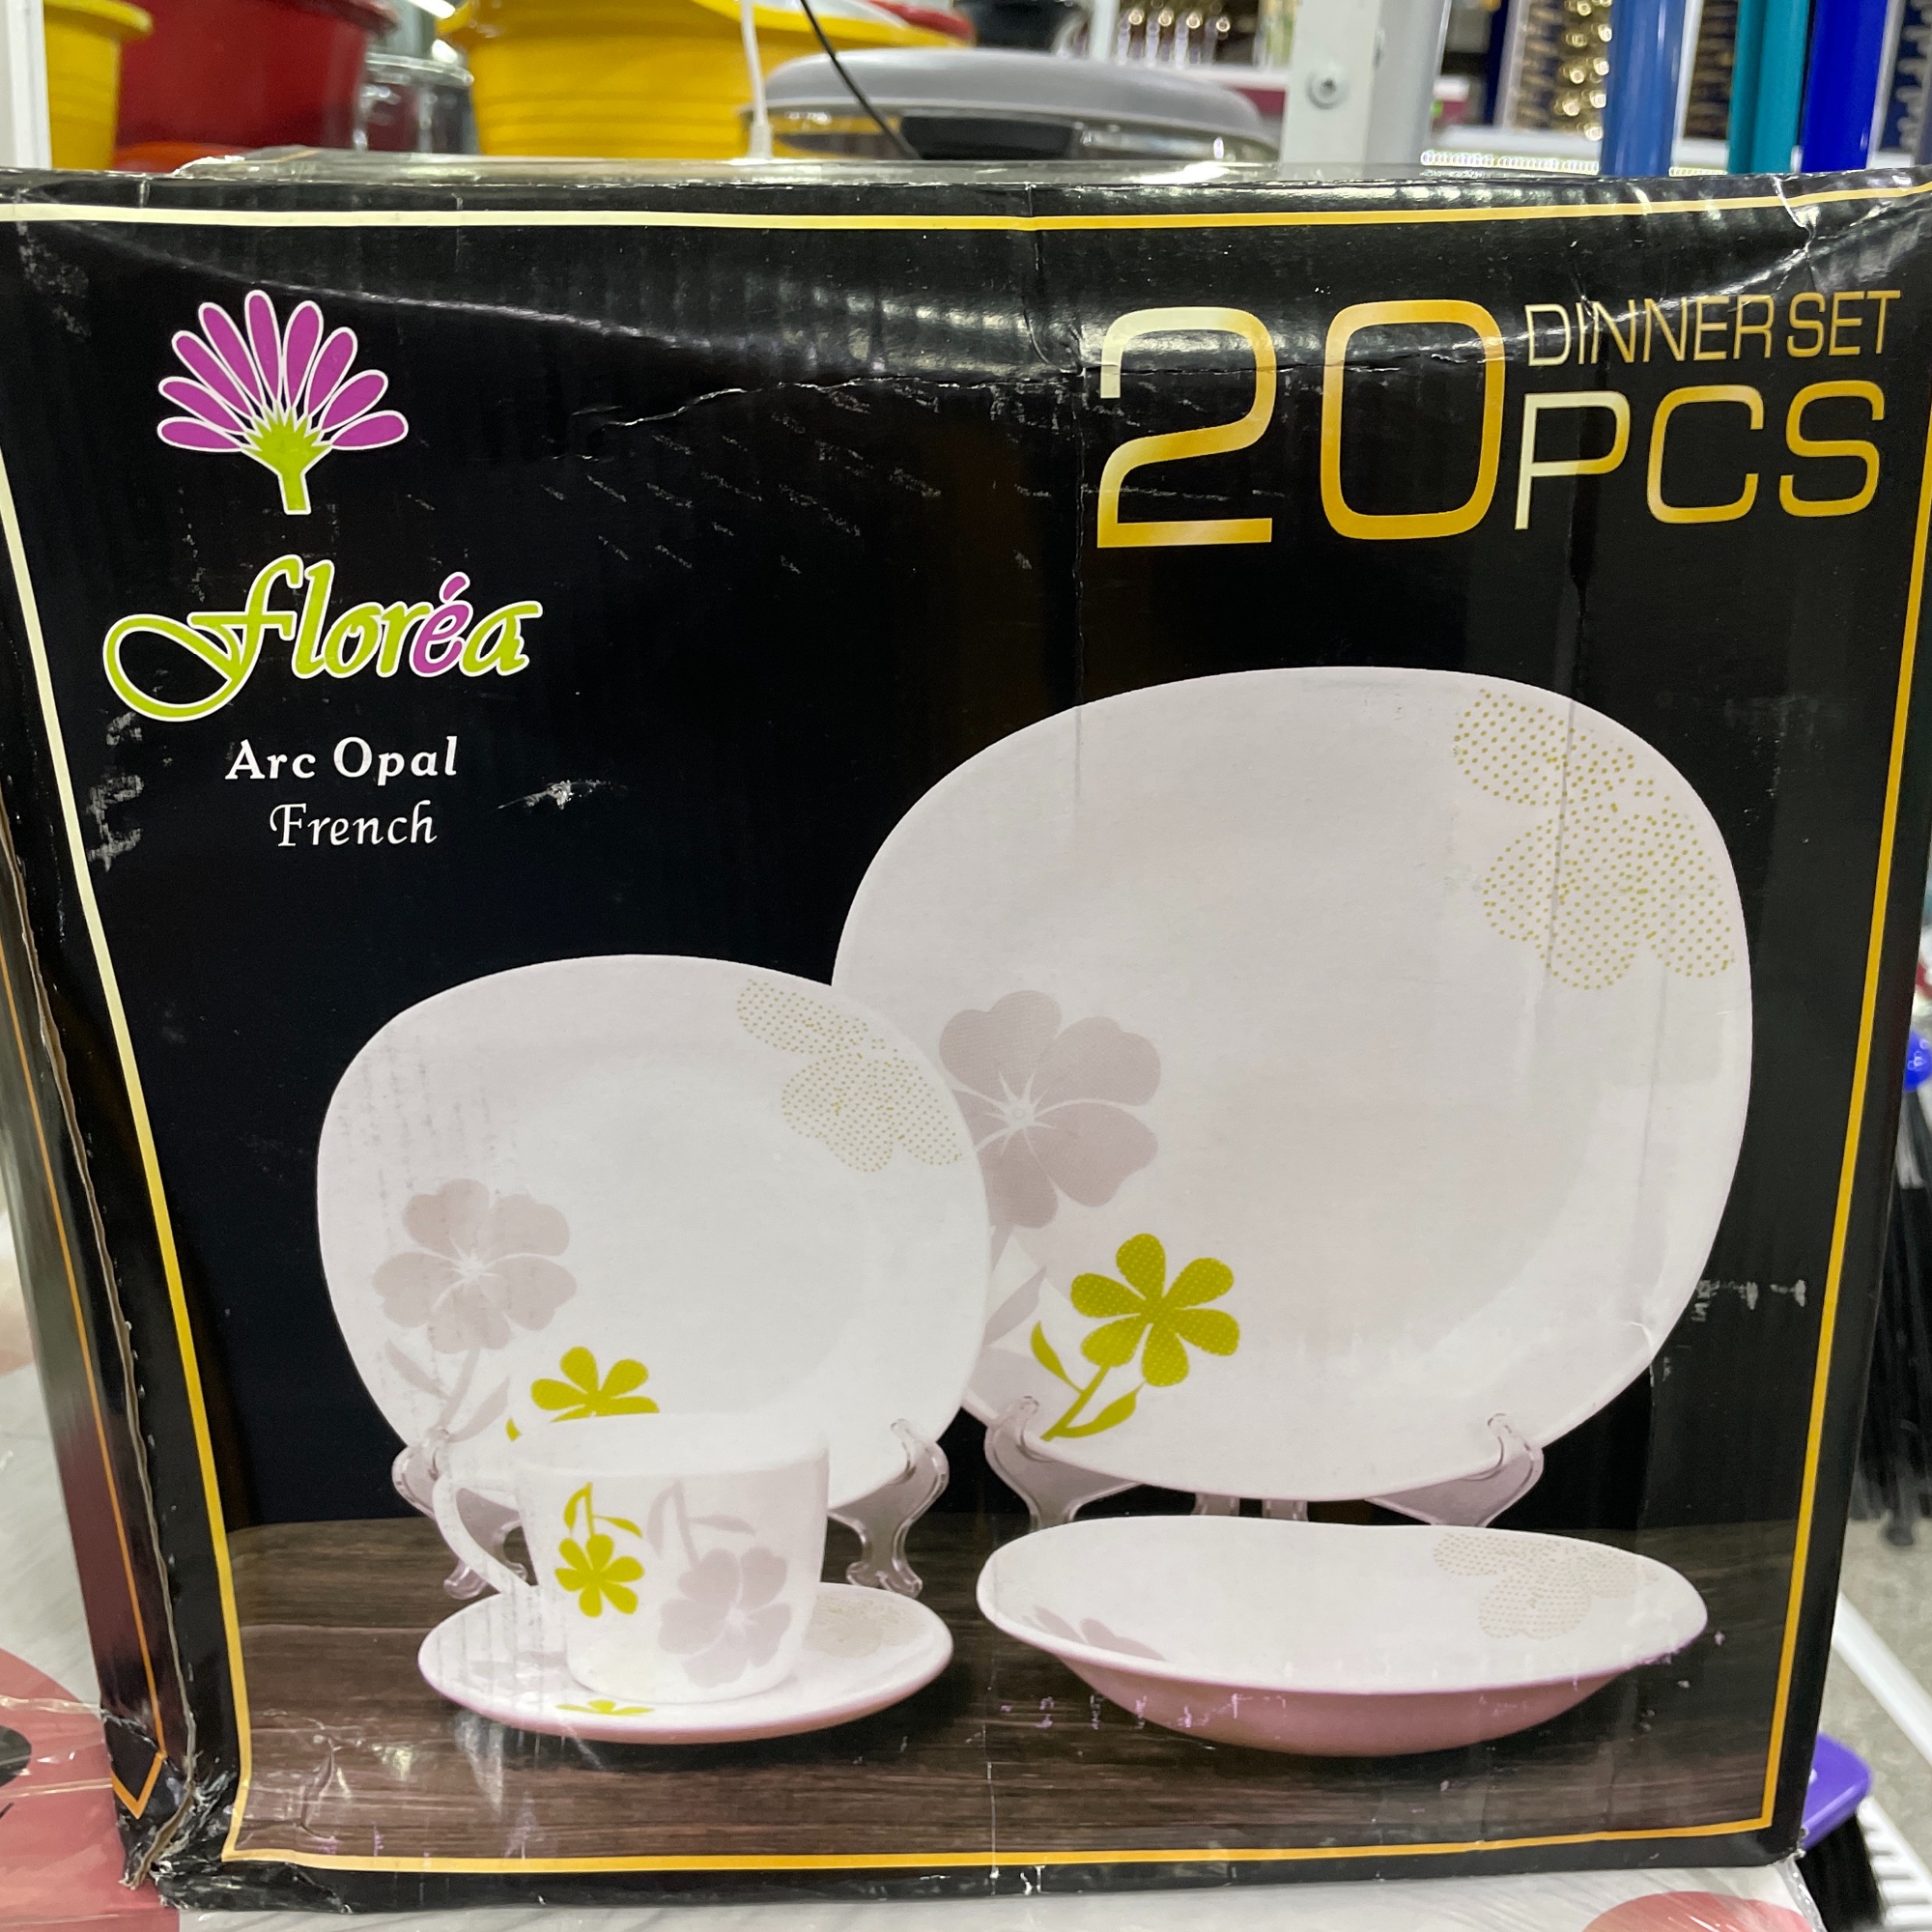 floréa
Arc Opal
French
20
DINNER SET
PCS